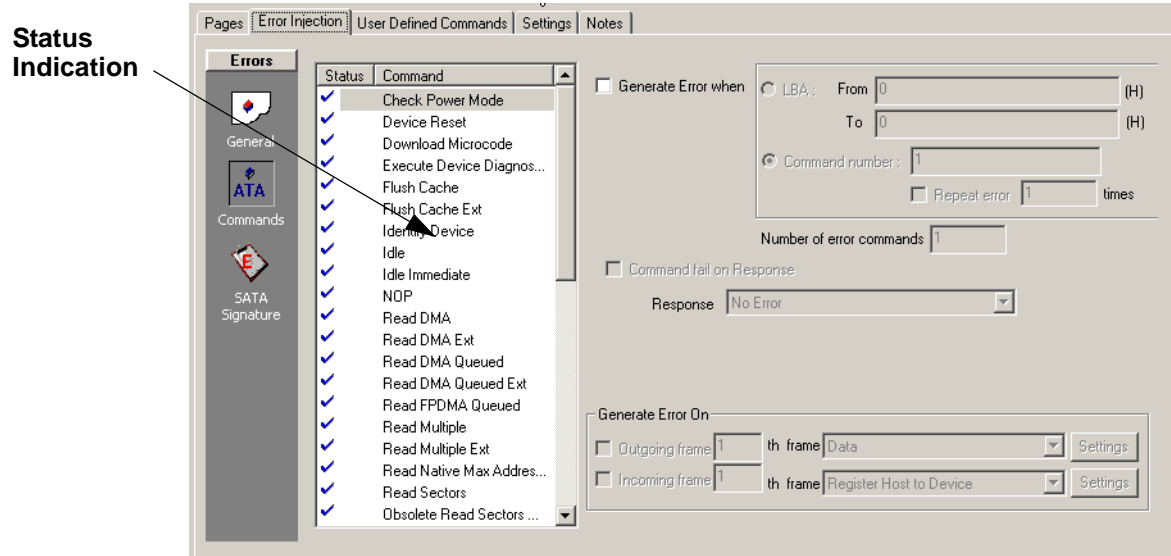 Status
Indication
Pages Error Injection User Defined Commands Settings Notes
Errors
General
ATA
Commands
E
SATA
Signature
Status Command
Check Power Mode
Device Reset
Download Microcode
Execute Device Diagnos...
Flush Cache
Flush Cache Ext
Identify Device
Idle
Idle Immediate
NOP
Read DMA
Read DMA Ext
Read DMA Queued
Read DMA Queued Ext
Read FPDMA Queued
Read Multiple
Read Multiple Ext
Read Native Max Addres...
Read Sectors
Obsolete Read Sectors ...
Generate Error when
LBA : From 0 (H)
To 0 (H)
Command number : 1
Repeat error 1 times
Number of error commands 1
Command fail on Response
Response No Error
Generate Error On
Outgoing frame 1 th frame Data Settings
Incoming frame 1 th frame Register Host to Device Settings